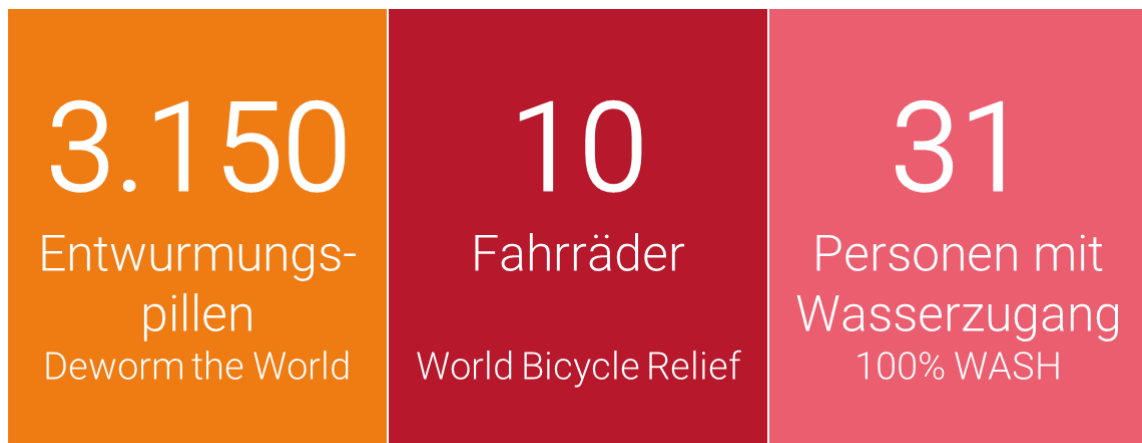 3.150
Entwurmungs-
pillen
Deworm the World
10
Fahrräder
World Bicycle Relief
31
Personen mit
Wasserzugang
100% WASH